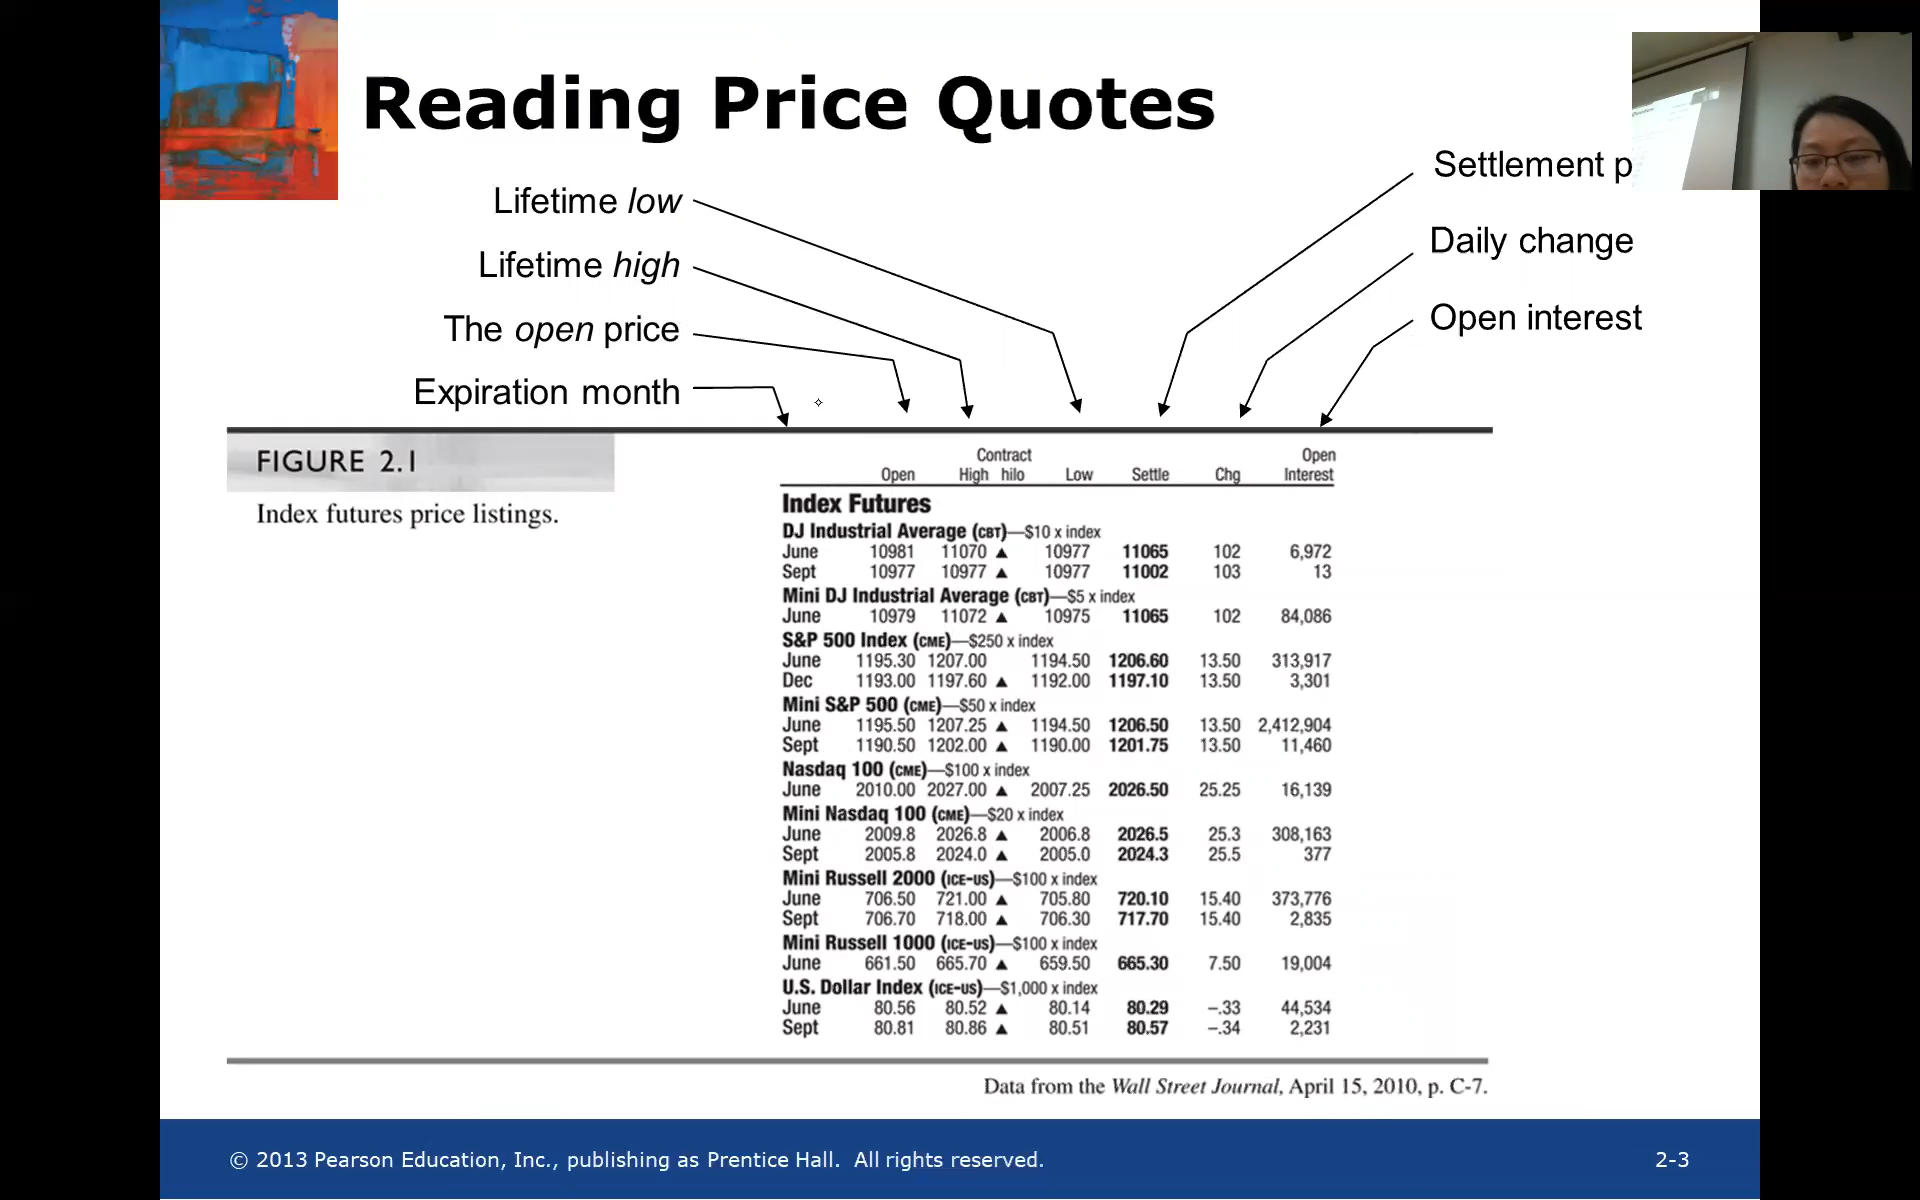 Reading Price Quotes
Lifetime low
Lifetime high
The open price
Expiration month
Settlement p
Daily change
Open interest
FIGURE 2.1
Index futures price listings.
Contract Open
Open High hilo Low Settle Chg Interest
Index Futures
DJ Industrial Average (CBT)—$10 x index
June 10981 11070 ▲ 10977 11065 102 6,972
Sept 10977 10977 ▲ 10977 11002 103 13
Mini DJ Industrial Average (CBT)—$5 x index
June 10979 11072 ▲ 10975 11065 102 84,086
S&P 500 Index (CME)—$250 x index
June 1195.30 1207.00 1194.50 1206.60 13.50 313,917
Dec 1193.00 1197.60 ▲ 1192.00 1197.10 13.50 3,301
Mini S&P 500 (CME)—$50 x index
June 1195.50 1207.25 ▲ 1194.50 1206.50 13.50 2,412,904
Sept 1190.50 1202.00 ▲ 1190.00 1201.75 13.50 11,460
Nasdaq 100 (CME)—$100 x index
June 2010.00 2027.00 ▲ 2007.25 2026.50 25.25 16,139
Mini Nasdaq 100 (CME)—$20 x index
June 2009.8 2026.8 ▲ 2006.8 2026.5 25.3 308,163
Sept 2005.8 2024.0 ▲ 2005.0 2024.3 25.5 377
Mini Russell 2000 (ICE-US)—$100 x index
June 706.50 721.00 ▲ 705.80 720.10 15.40 373,776
Sept 706.70 718.00 ▲ 706.30 717.70 15.40 2,835
Mini Russell 1000 (ICE-US)—$100 x index
June 661.50 665.70 ▲ 659.50 665.30 7.50 19,004
U.S. Dollar Index (ICE-US)—$1,000 x index
June 80.56 80.52 ▲ 80.14 80.29 –.33 44,534
Sept 80.81 80.86 ▲ 80.51 80.57 –.34 2,231
Data from the Wall Street Journal, April 15, 2010, p. C-7.
© 2013 Pearson Education, Inc., publishing as Prentice Hall. All rights reserved.
2-3